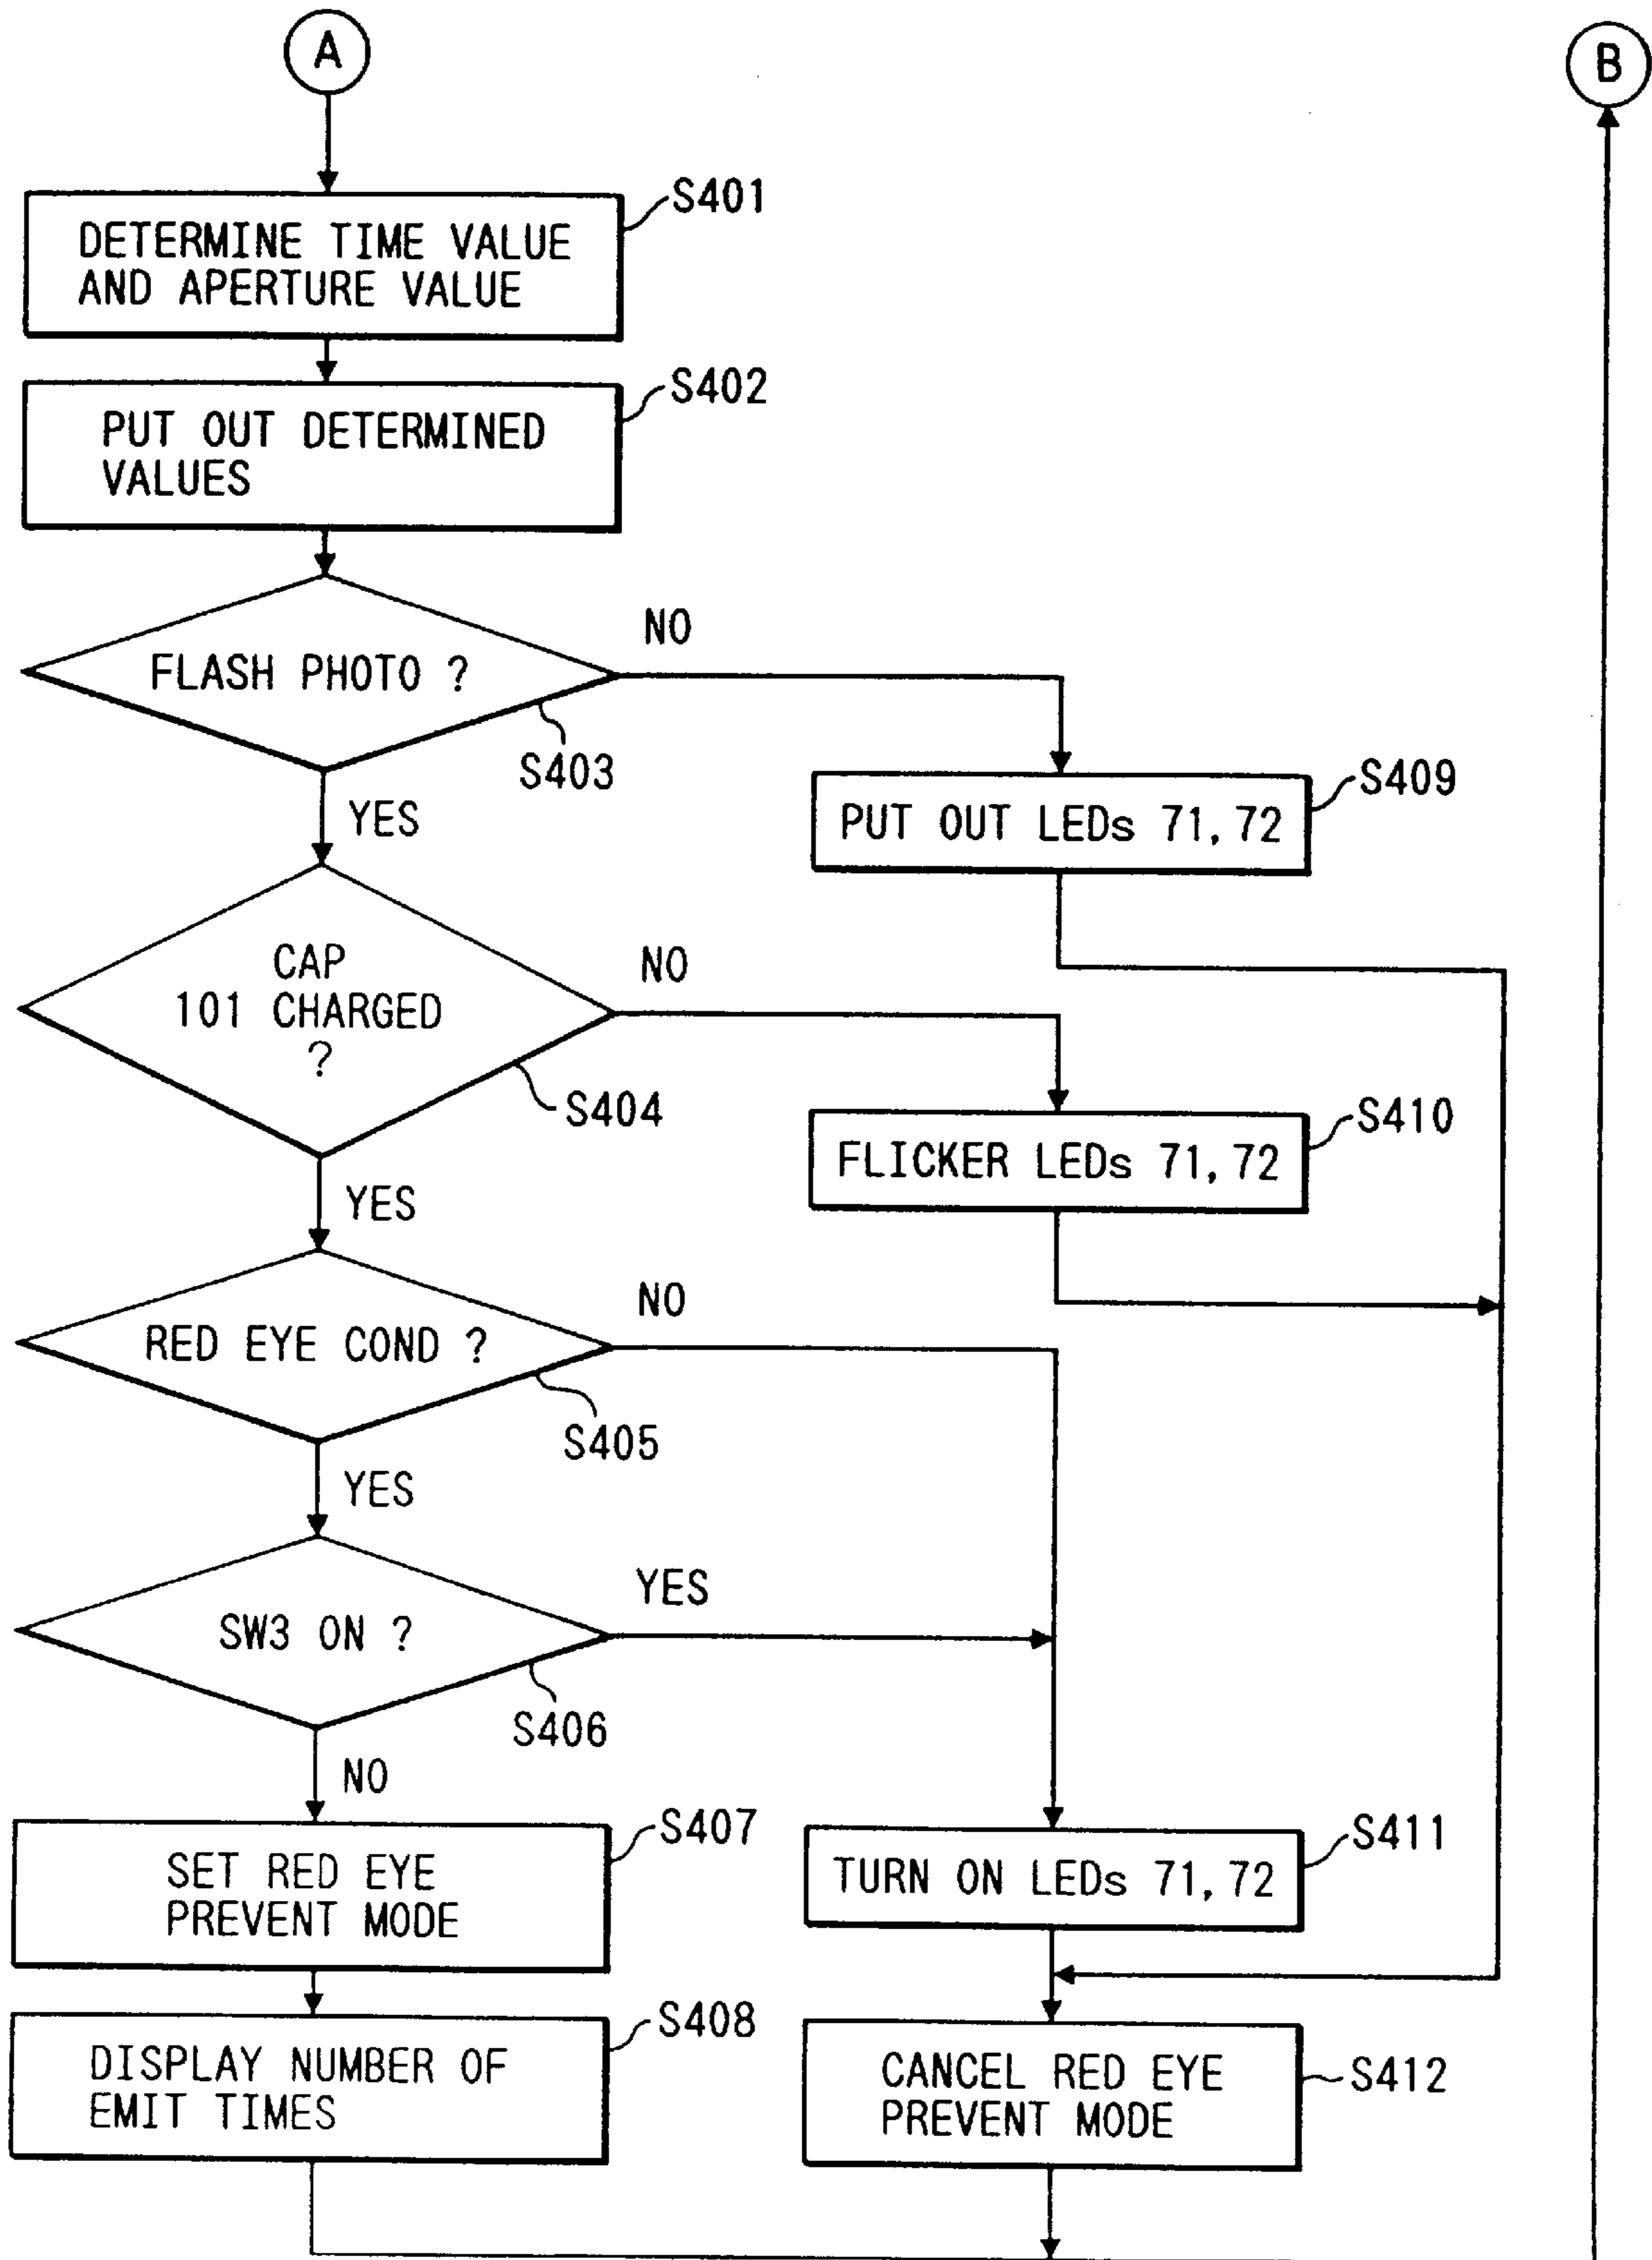 A
B
S401
DETERMINE TIME VALUE
AND APERTURE VALUE
S402
PUT OUT DETERMINED
VALUES
NO
FLASH PHOTO ?
S403
YES
S409
PUT OUT LEDs 71, 72
CAP
101 CHARGED
?
NO
S404
YES
S410
FLICKER LEDs 71, 72
NO
RED EYE COND ?
S405
YES
YES
SW3 ON ?
S406
NO
S407
SET RED EYE
PREVENT MODE
S411
TURN ON LEDs 71, 72
S408
DISPLAY NUMBER OF
EMIT TIMES
S412
CANCEL RED EYE
PREVENT MODE